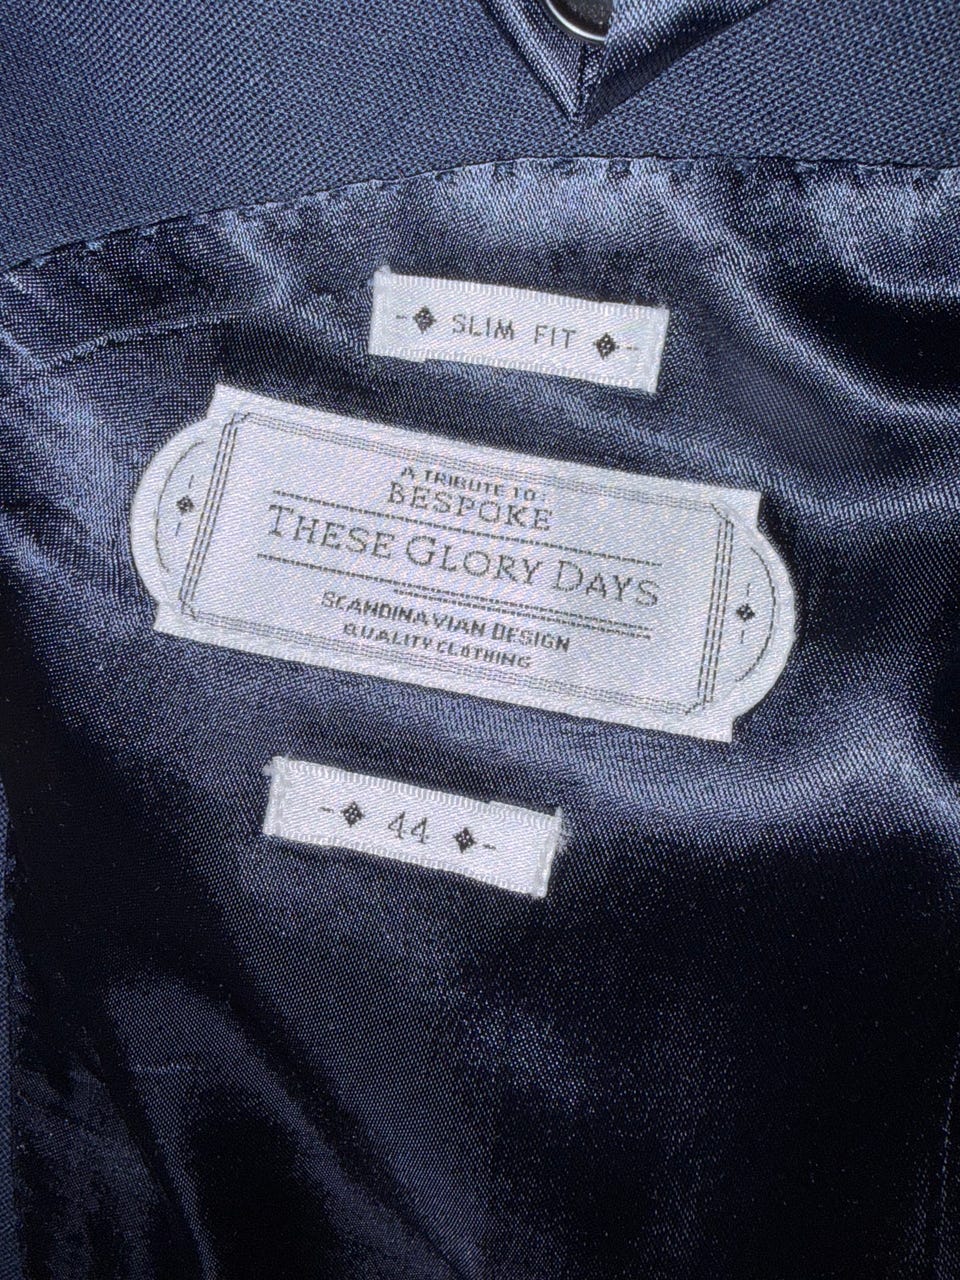 SLIM FIT
A TRIBUTE TO:
BESPOKE
THESE GLORY DAYS
SCANDINAVIAN DESIGN
QUALITY CLOTHING
44